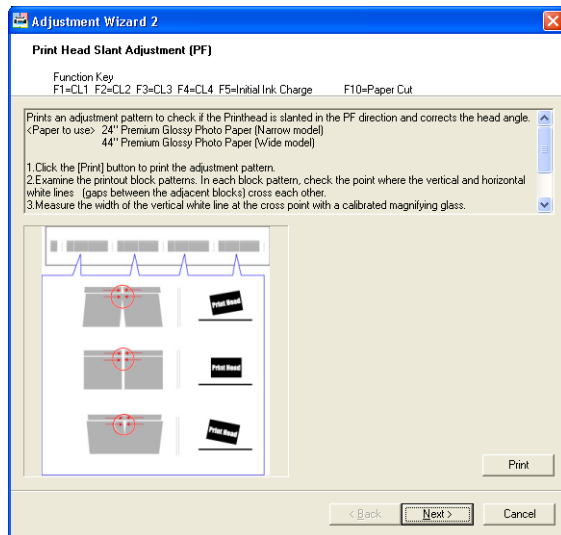 Adjustment Wizard 2
Print Head Slant Adjustment (PF)
Function Key
F1=CL1 F2=CL2 F3=CL3 F4=CL4 F5=Initial Ink Charge F10=Paper Cut
Prints an adjustment pattern to check if the Printhead is slanted in the PF direction and corrects the head angle.
<Paper to use> 24'' Premium Glossy Photo Paper (Narrow model)
44'' Premium Glossy Photo Paper (Wide model)
1.Click the [Print] button to print the adjustment pattern.
2.Examine the printout block patterns. In each block pattern, check the point where the vertical and horizontal
white lines (gaps between the adjacent blocks) cross each other.
3.Measure the width of the vertical white line at the cross point with a calibrated magnifying glass.
Print Head
Print Head
Print Head
Print
< Back
Next >
Cancel